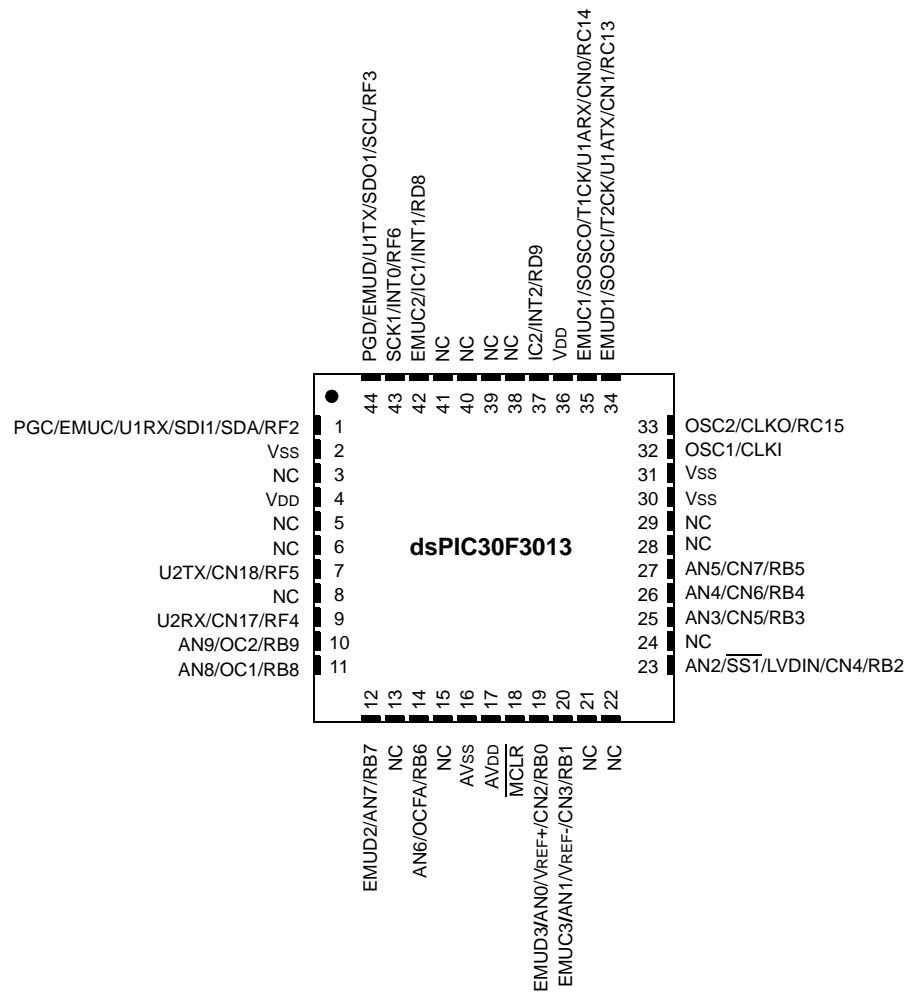 PGD/EMUD/U1TX/SDO1/SCL/RF3
SCK1/INT0/RF6
EMUC2/IC1/INT1/RD8
NC
NC
NC
NC
IC2/INT2/RD9
VDD
EMUC1/SOSCO/T1CK/U1ARX/CN0/RC14
EMUD1/SOSCI/T2CK/U1ATX/CN1/RC13
44
43
42
41
40
39
38
37
36
35
34
PGC/EMUC/U1RX/SDI1/SDA/RF2 1
VSS 2
NC 3
VDD 4
NC 5
NC 6
U2TX/CN18/RF5 7
NC 8
U2RX/CN17/RF4 9
AN9/OC2/RB9 10
AN8/OC1/RB8 11
dsPIC30F3013
33 OSC2/CLKO/RC15
32 OSC1/CLKI
31 VSS
30 VSS
29 NC
28 NC
27 AN5/CN7/RB5
26 AN4/CN6/RB4
25 AN3/CN5/RB3
24 NC
23 AN2/SS1/LVDIN/CN4/RB2
12
13
14
15
16
17
18
19
20
21
22
EMUD2/AN7/RB7
NC
AN6/OCFA/RB6
NC
AVSS
AVDD
MCLR
EMUD3/AN0/VREF+/CN2/RB0
EMUC3/AN1/VREF-/CN3/RB1
NC
NC